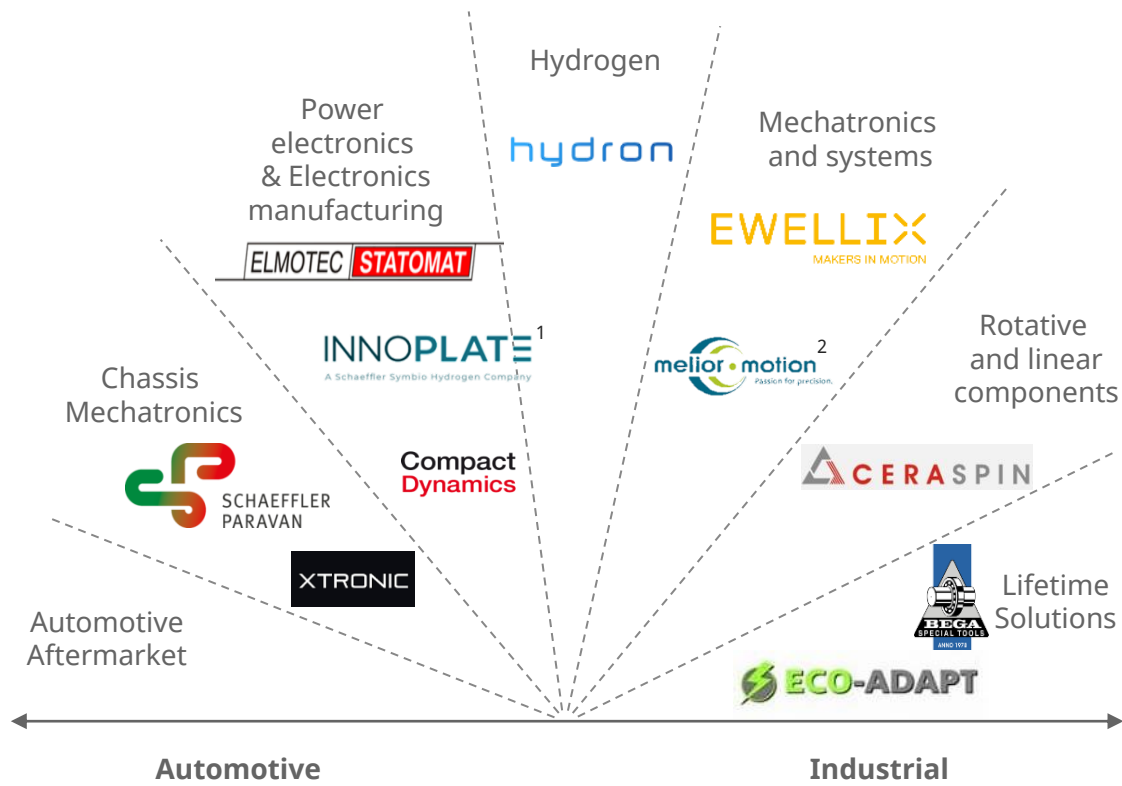 Hydrogen
hydron
Power
electronics
& Electronics
manufacturing
ELMOTEC STATOMAT
Mechatronics
and systems
EWELLIX
MAKERS IN MOTION
INNOPLATE 1
A Schaeffler Symbio Hydrogen Company
melior motion 2
Passion for precision.
Rotative
and linear
components
CERASPIN
Chassis
Mechatronics
SCHAEFFLER
PARAVAN
Compact
Dynamics
XTRONIC
Automotive
Aftermarket
BEGA
SPECIAL TOOLS
ANNO 1978
Lifetime
Solutions
ECO-ADAPT
Automotive
Industrial